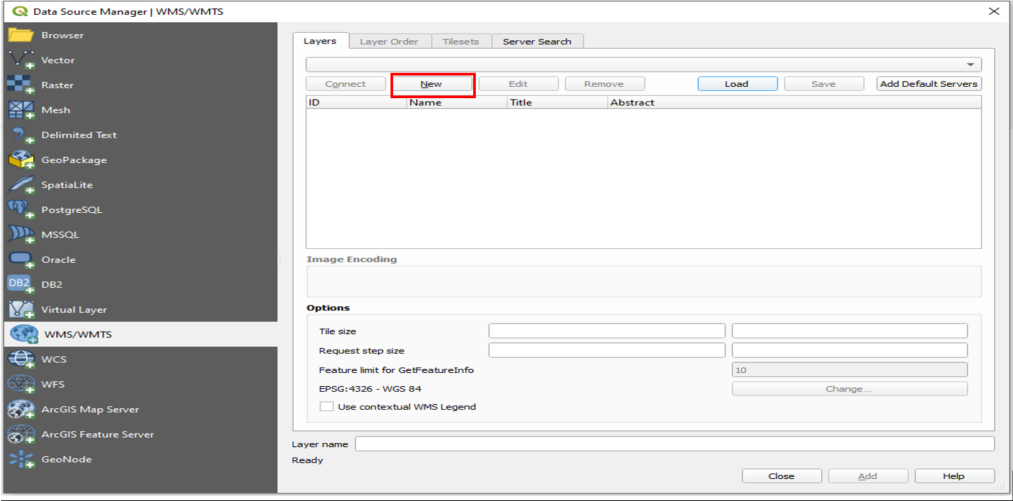 Data Source Manager | WMS/WMTS
Browser
Vector
Raster
Mesh
Delimited Text
GeoPackage
SpatiaLite
PostgreSQL
MSSQL
Oracle
DB2 DB2
Virtual Layer
WMS/WMTS
WCS
WFS
ArcGIS Map Server
ArcGIS Feature Server
GeoNode
Layers Layer Order Tilesets Server Search
Connect New Edit Remove Load Save Add Default Servers
ID Name Title Abstract
Image Encoding
Options
Tile size
Request step size
Feature limit for GetFeatureInfo 10
EPSG:4326 - WGS 84 Change...
Use contextual WMS Legend
Layer name
Ready
Close Add Help